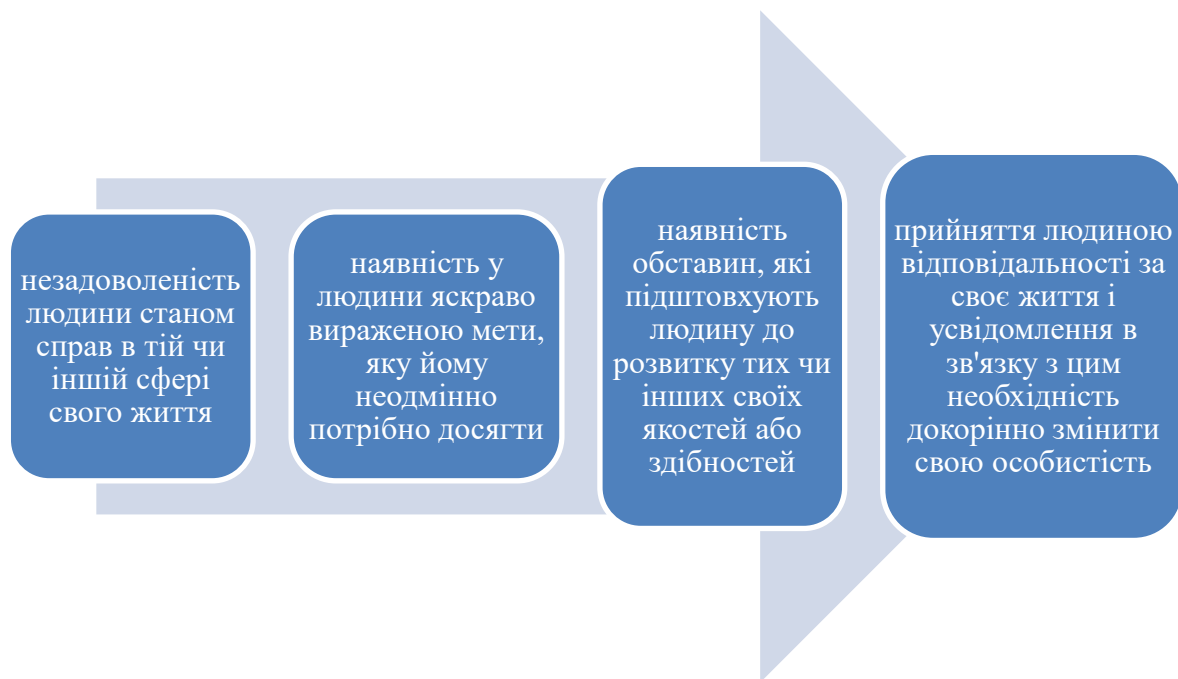 незадоволеність
людини станом
справ в тій чи
іншій сфері
свого життя
наявність у
людини яскраво
вираженою мети,
яку йому
неодмінно
потрібно досягти
наявність
обставин, які
підштовхують
людину до
розвитку тих чи
інших своїх
якостей або
здібностей
прийняття людиною
відповідальності за
своє життя і
усвідомлення в
зв'язку з цим
необхідність
докорінно змінити
свою особистість